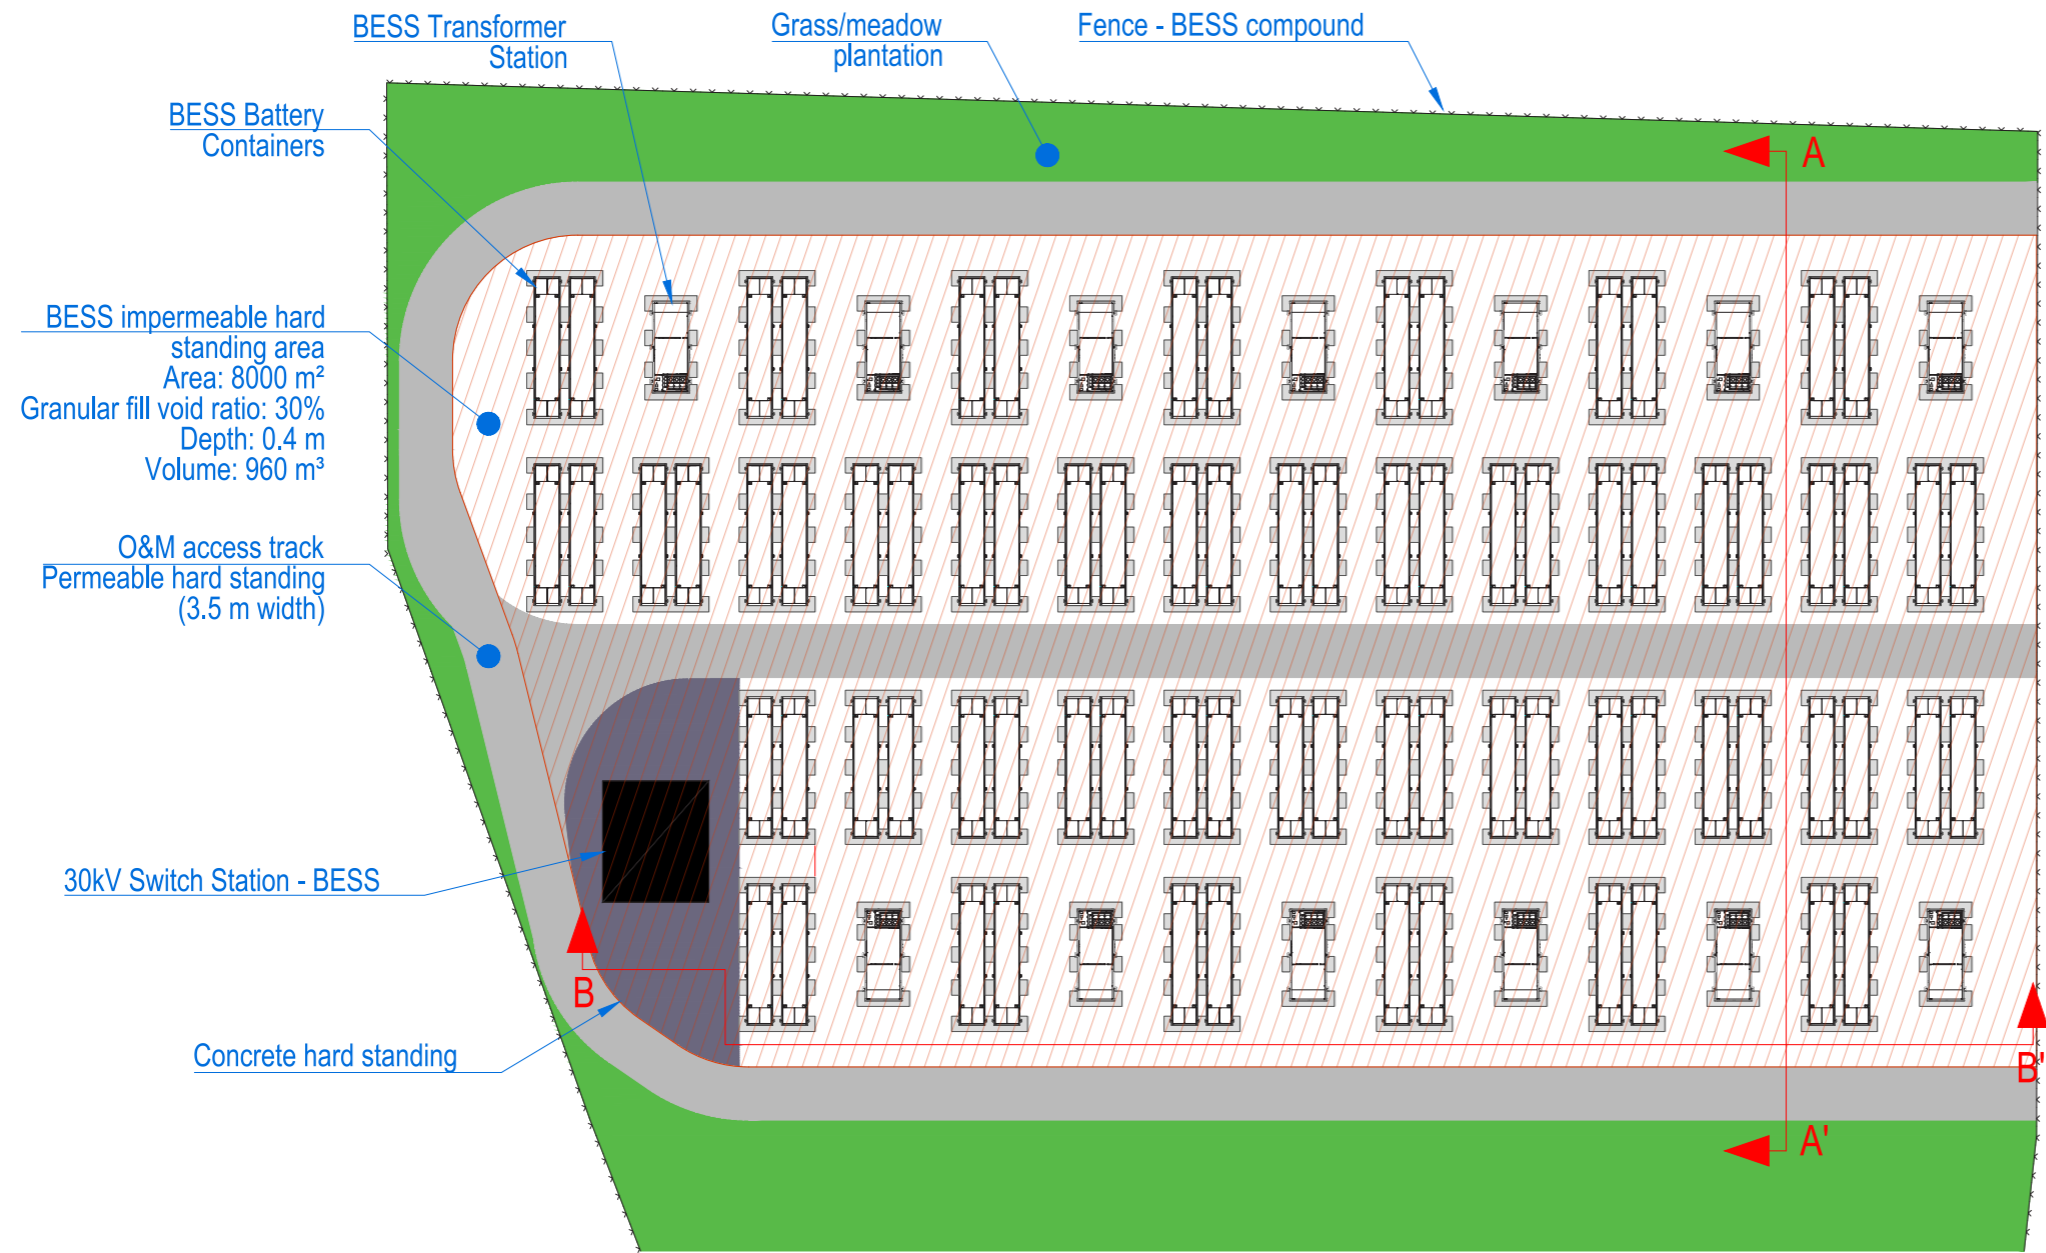 BESS Transformer
Station
Grass/meadow
plantation
Fence - BESS compound
BESS Battery
Containers
A
BESS impermeable hard
standing area
Area: 8000 m²
Granular fill void ratio: 30%
Depth: 0.4 m
Volume: 960 m³
O&M access track
Permeable hard standing
(3.5 m width)
30kV Switch Station - BESS
B
Concrete hard standing
B'
A'